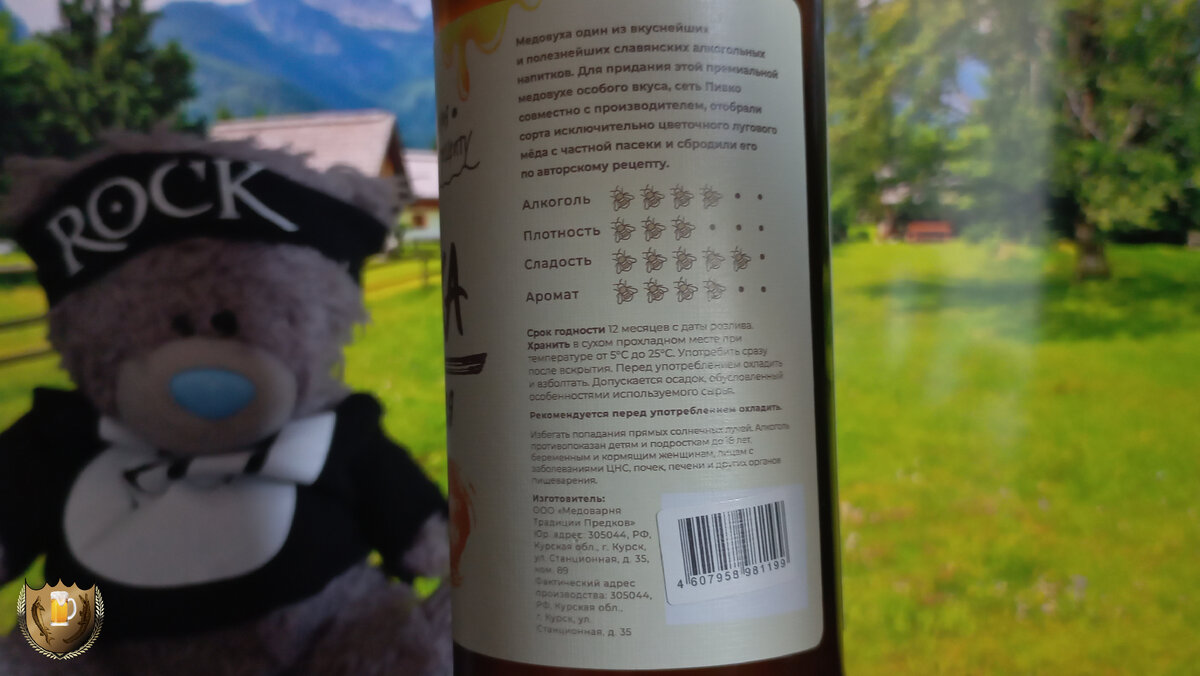 ROCK
Медовуха один из вкуснейших
и полезнейших славянских алкогольных
напитков. Для придания этой премиальной
медовухе особого вкуса, сеть Пивко
совместно с производителем, отобрали
сорта исключительно цветочного лугового
мёда с частной пасеки и сбродили его
по авторскому рецепту.
Алкоголь
Плотность
Сладость
Аромат
Срок годности 12 месяцев с даты розлива.
Хранить в сухом прохладном месте при
температуре от 5°С до 25°С. Употребить сразу
после вскрытия. Перед употреблением охладить
и взболтать. Допускается осадок, обусловленный
особенностями используемого сырья.
Рекомендуется перед употреблением охладить.
Избегать попадания прямых солнечных лучей. Алкоголь
противопоказан детям и подросткам до 18 лет,
беременным и кормящим женщинам, лицам с
заболеваниями ЦНС, почек, печени и других органов
пищеварения.
Изготовитель:
ООО «Медоварня
Традиции Предков»
Юр. адрес: 305044, РФ,
Курская обл., г. Курск,
ул. Станционная, д. 35,
ком. 89
Фактический адрес
производства: 305044,
РФ, Курская обл.,
г. Курск, ул.
Станционная, д. 35
4 607958 981199